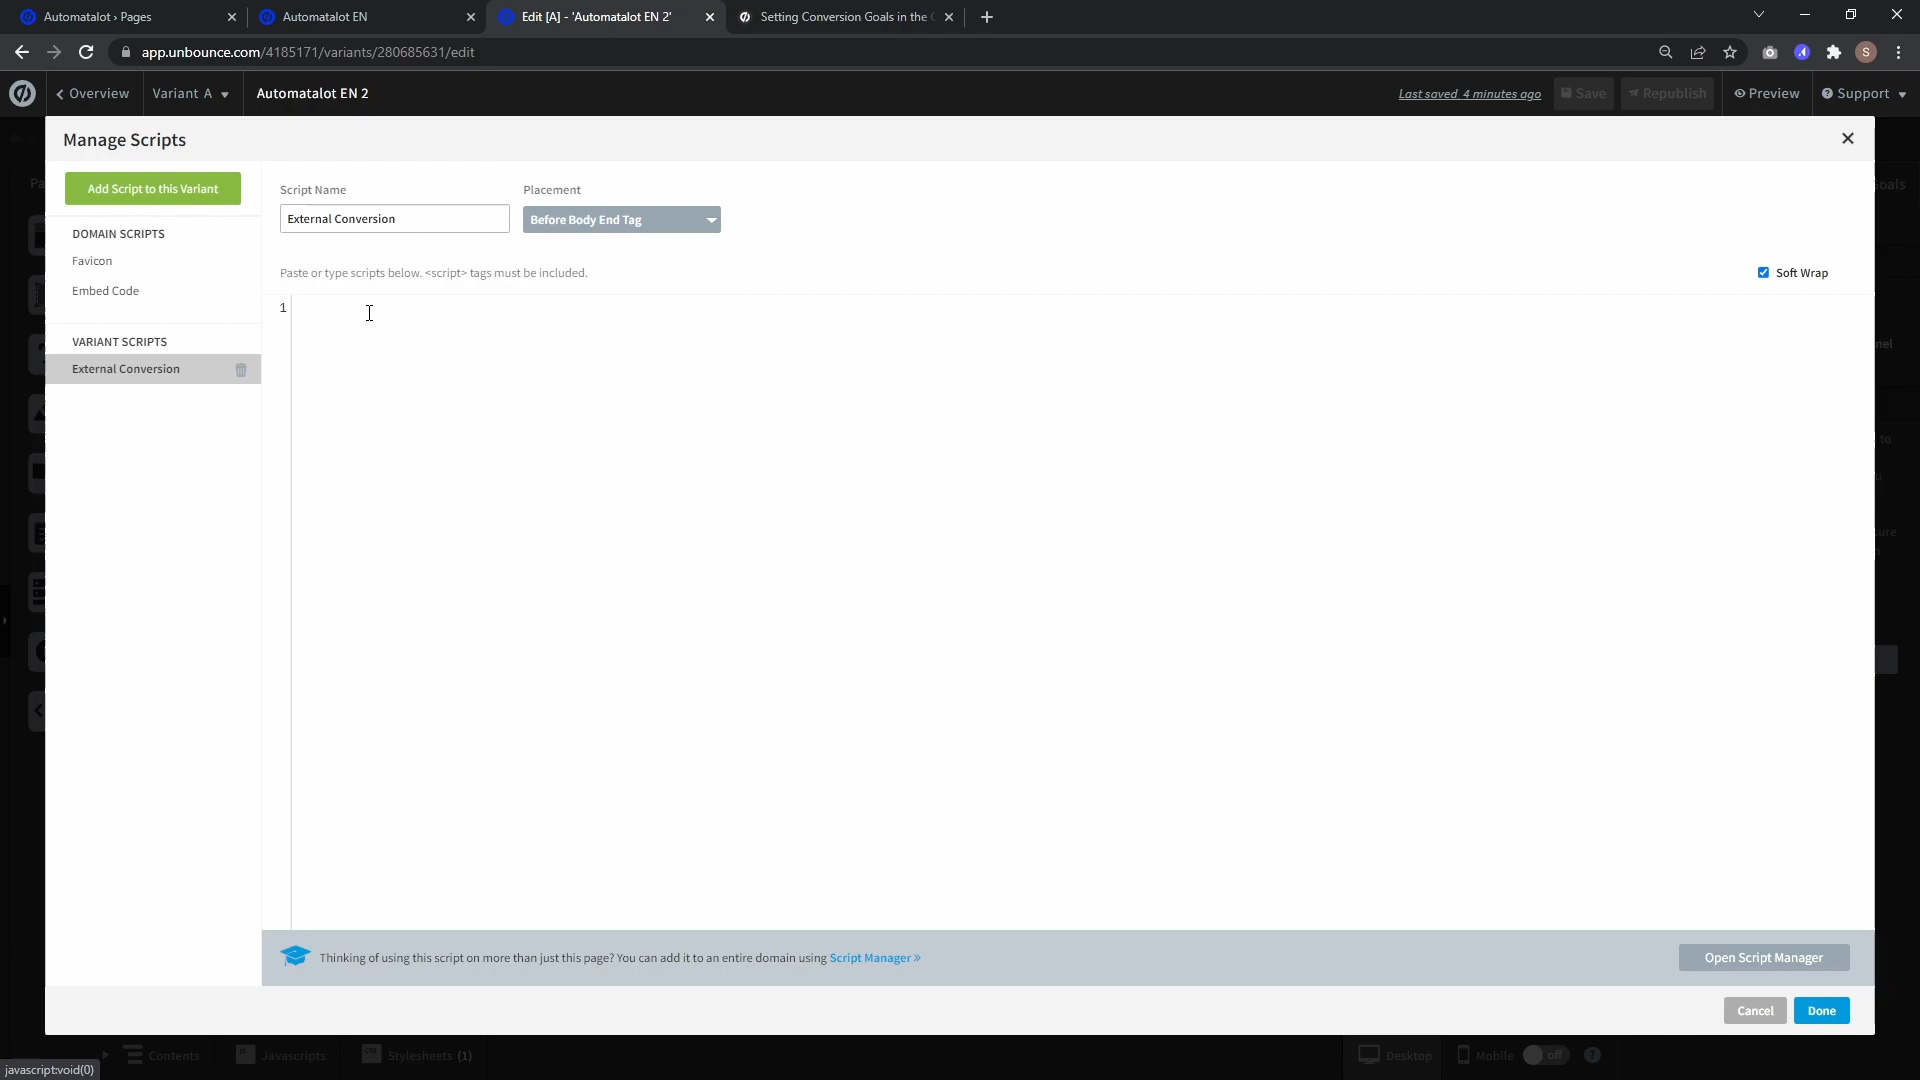 Automatalot › Pages
Automatalot EN
Edit [A] - 'Automatalot EN 2'
Setting Conversion Goals in the
app.unbounce.com/4185171/variants/280685631/edit
S
Overview
Variant A
Automatalot EN 2
Last saved 4 minutes ago
Save
Republish
Preview
Support
Manage Scripts
Add Script to this Variant
Script Name
Placement
External Conversion
Before Body End Tag
DOMAIN SCRIPTS
Favicon
Embed Code
Paste or type scripts below. <script> tags must be included.
Soft Wrap
1
VARIANT SCRIPTS
External Conversion
Thinking of using this script on more than just this page? You can add it to an entire domain using Script Manager »
Open Script Manager
Cancel
Done
Contents
Javascripts
Stylesheets (1)
Desktop
Mobile
off
javascript:void(0)